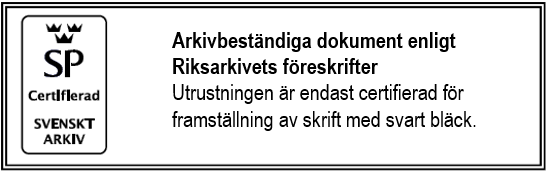 SP
Certifierad
SVENSKT
ARKIV
Arkivbeständiga dokument enligt
Riksarkivets föreskrifter
Utrustningen är endast certifierad för
framställning av skrift med svart bläck.